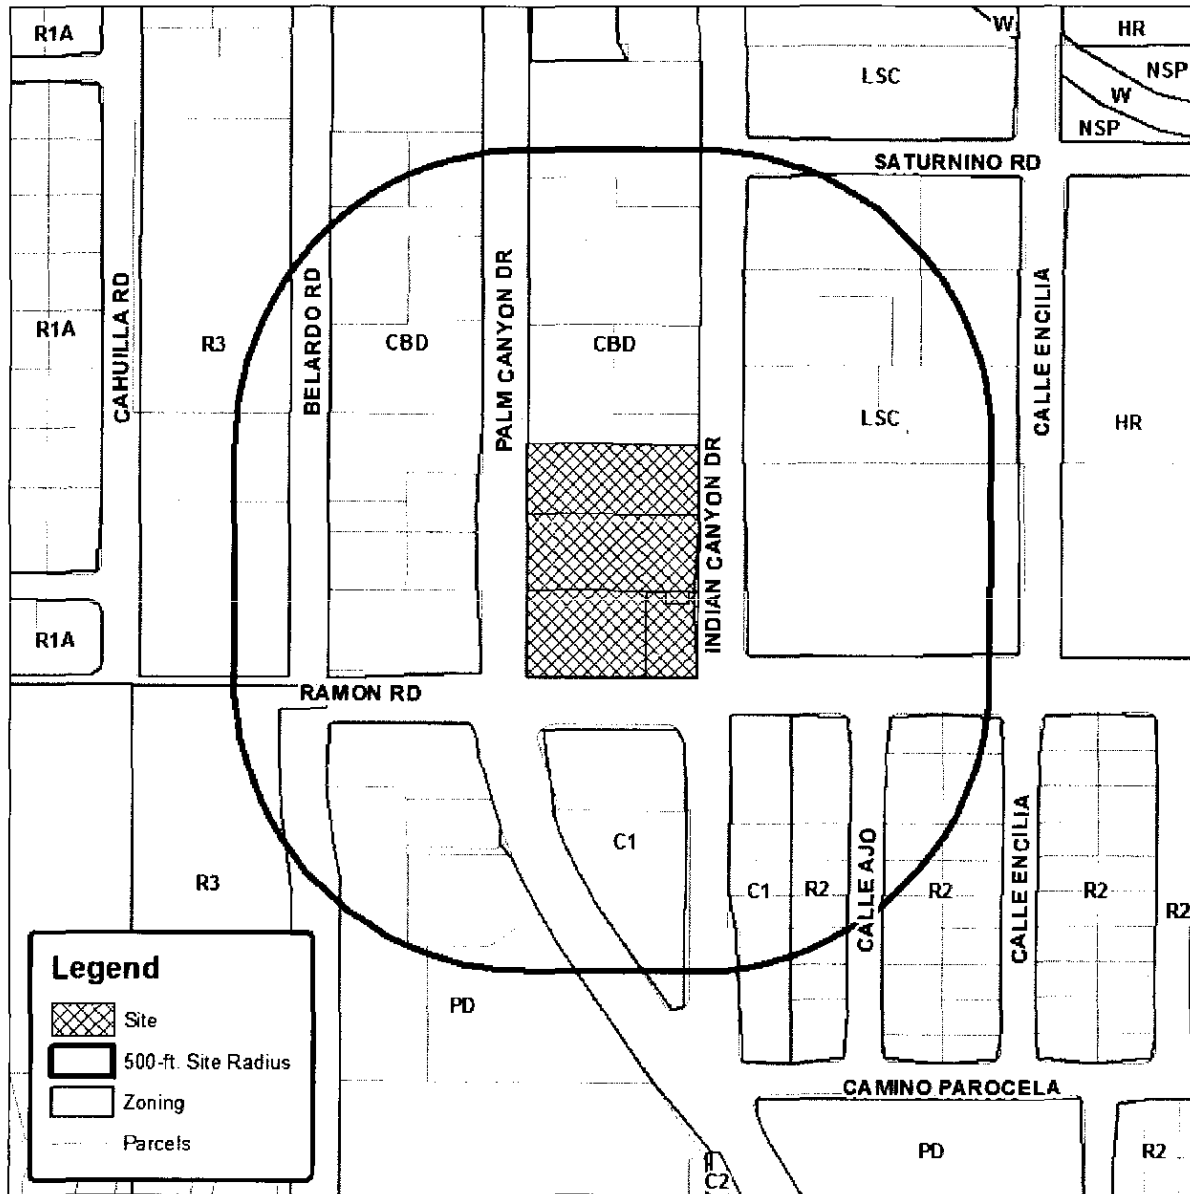 R1A
W
HR
LSC
NSP
W
NSP
SATURNINO RD
R1A
CAHUILLA RD
R3
BELARDO RD
CBD
PALM CANYON DR
CBD
CALLE ENCILIA
LSC
HR
INDIAN CANYON DR
R1A
RAMON RD
C1
R3
C1
R2
CALLE AJO
R2
CALLE ENCILIA
R2
R2
PD
Legend
Site
500-ft. Site Radius
Zoning
Parcels
CAMINO PAROCELA
PD
R2
C2